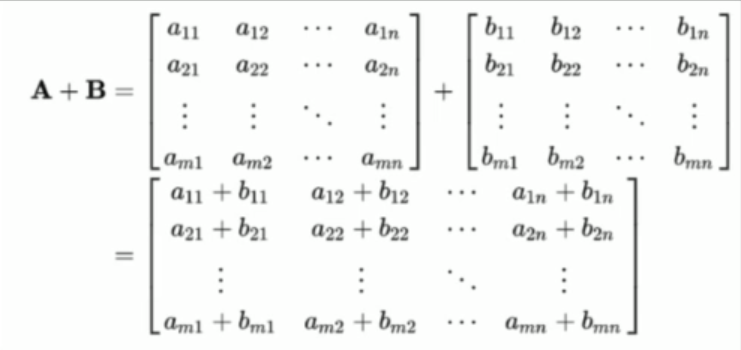 A + B = [ a11 a12 ⋯ a1n ] + [ b11 b12 ⋯ b1n ]
a21 a22 ⋯ a2n b21 b22 ⋯ b2n
⋮ ⋮ ⋱ ⋮ ⋮ ⋮ ⋱ ⋮
am1 am2 ⋯ amn bm1 bm2 ⋯ bmn
= [ a11 + b11 a12 + b12 ⋯ a1n + b1n ]
a21 + b21 a22 + b22 ⋯ a2n + b2n
⋮ ⋮ ⋱ ⋮
am1 + bm1 am2 + bm2 ⋯ amn + bmn